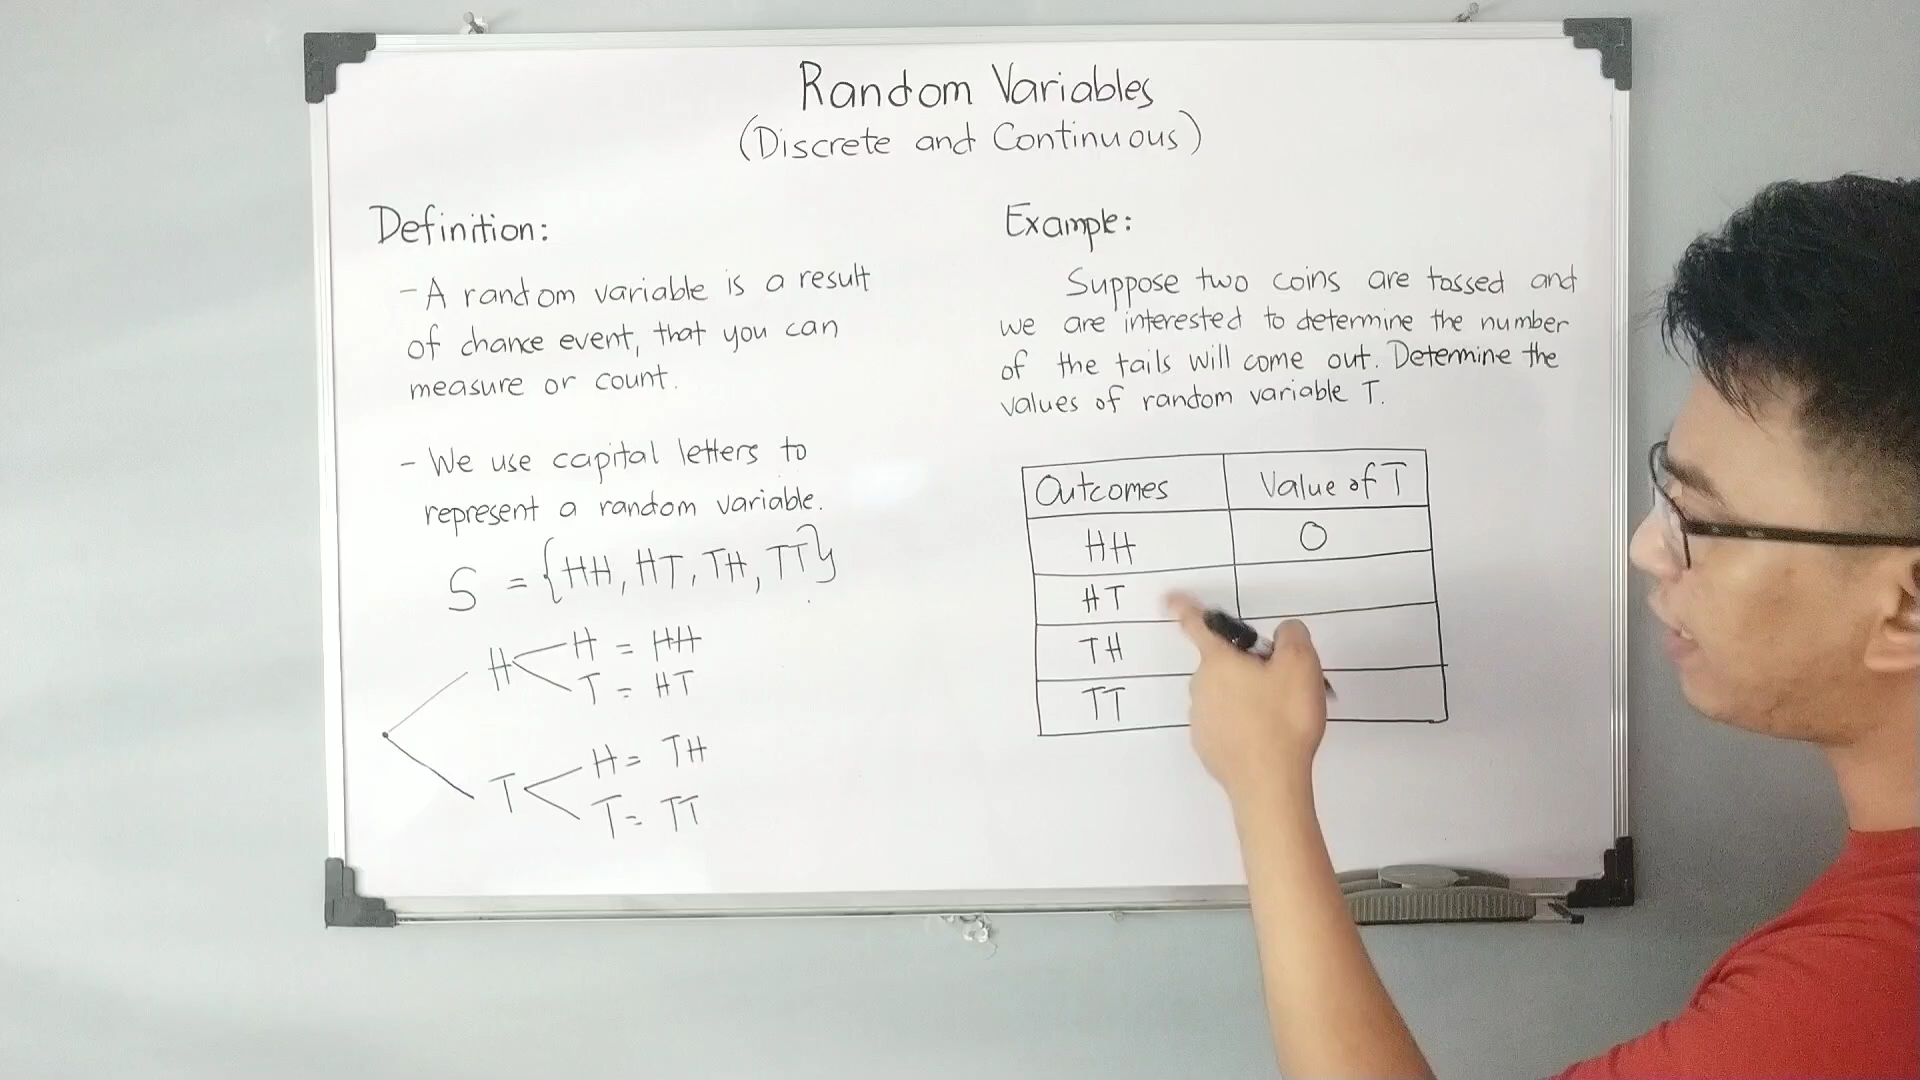 Random Variables
(Discrete and Continuous)
Definition:
- A random variable is a result
of chance event, that you can
measure or count.
- We use capital letters to
represent a random variable.
S = {HH, HT, TH, TT}
H H = HH
T = HT
T H = TH
T = TT
Example:
Suppose two coins are tossed and
we are interested to determine the number
of the tails will come out. Determine the
values of random variable T.
Outcomes Value of T
HH 0
HT
TH
TT